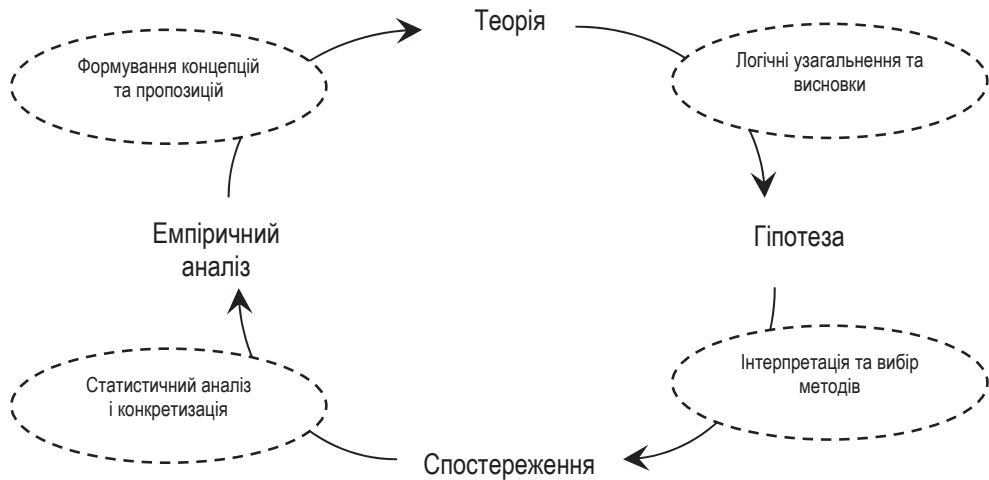 Теорія
Формування концепцій
та пропозицій
Логічні узагальнення та
висновки
Емпіричний
аналіз
Гіпотеза
Статистичний аналіз
і конкретизація
Інтерпретація та вибір
методів
Спостереження